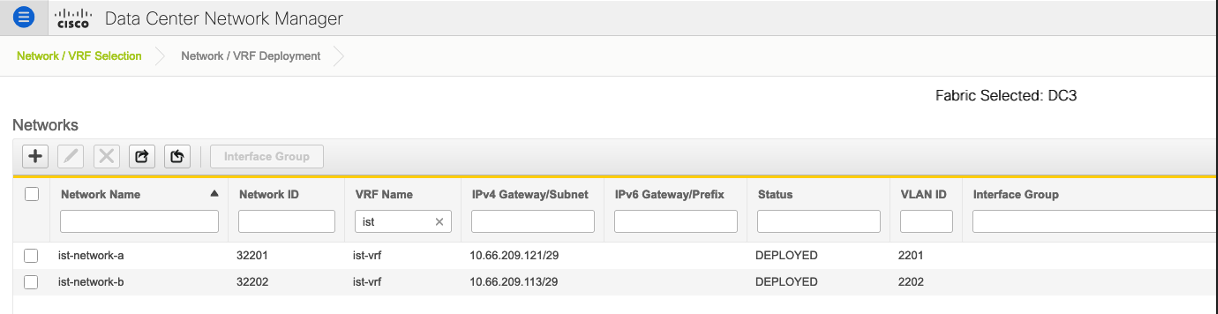 CISCO Data Center Network Manager
Network / VRF Selection Network / VRF Deployment
Fabric Selected: DC3
Networks
Interface Group
Network Name Network ID VRF Name IPv4 Gateway/Subnet IPv6 Gateway/Prefix Status VLAN ID Interface Group
ist
ist-network-a 32201 ist-vrf 10.66.209.121/29 DEPLOYED 2201
ist-network-b 32202 ist-vrf 10.66.209.113/29 DEPLOYED 2202